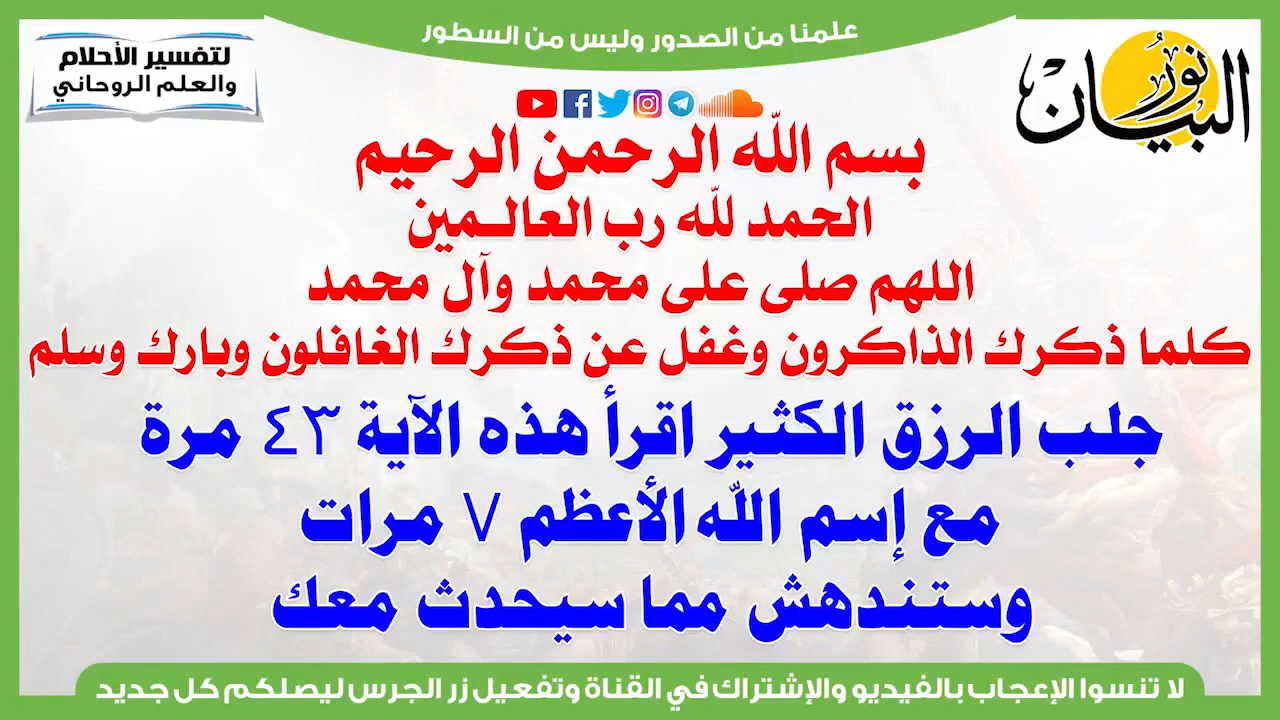 علمنا من الصدور وليس من السطور
لتفسير الأحلام
والعلم الروحاني
نور
البيان
بسم الله الرحمن الرحيم
الحمد لله رب العالـمين
اللهم صلى على محمد وآل محمد
كلما ذكرك الذاكرون وغفل عن ذكرك الغافلون وبارك وسلم
جلب الرزق الكثير اقرأ هذه الآية ٤٣ مرة
مع إسم الله الأعظم ٧ مرات
وستندهش مما سيحدث معك
لا تنسوا الإعجاب بالفيديو والإشتراك في القناة وتفعيل زر الجرس ليصلكم كل جديد